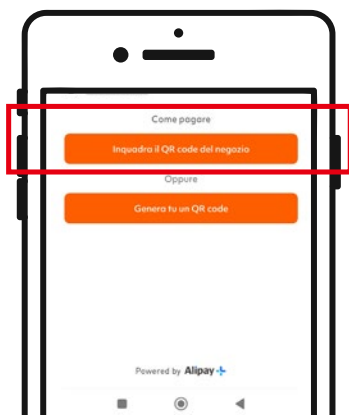 Come pagare
Inquadra il QR code del negozio
Oppure
Genera tu un QR code
Powered by Alipay+